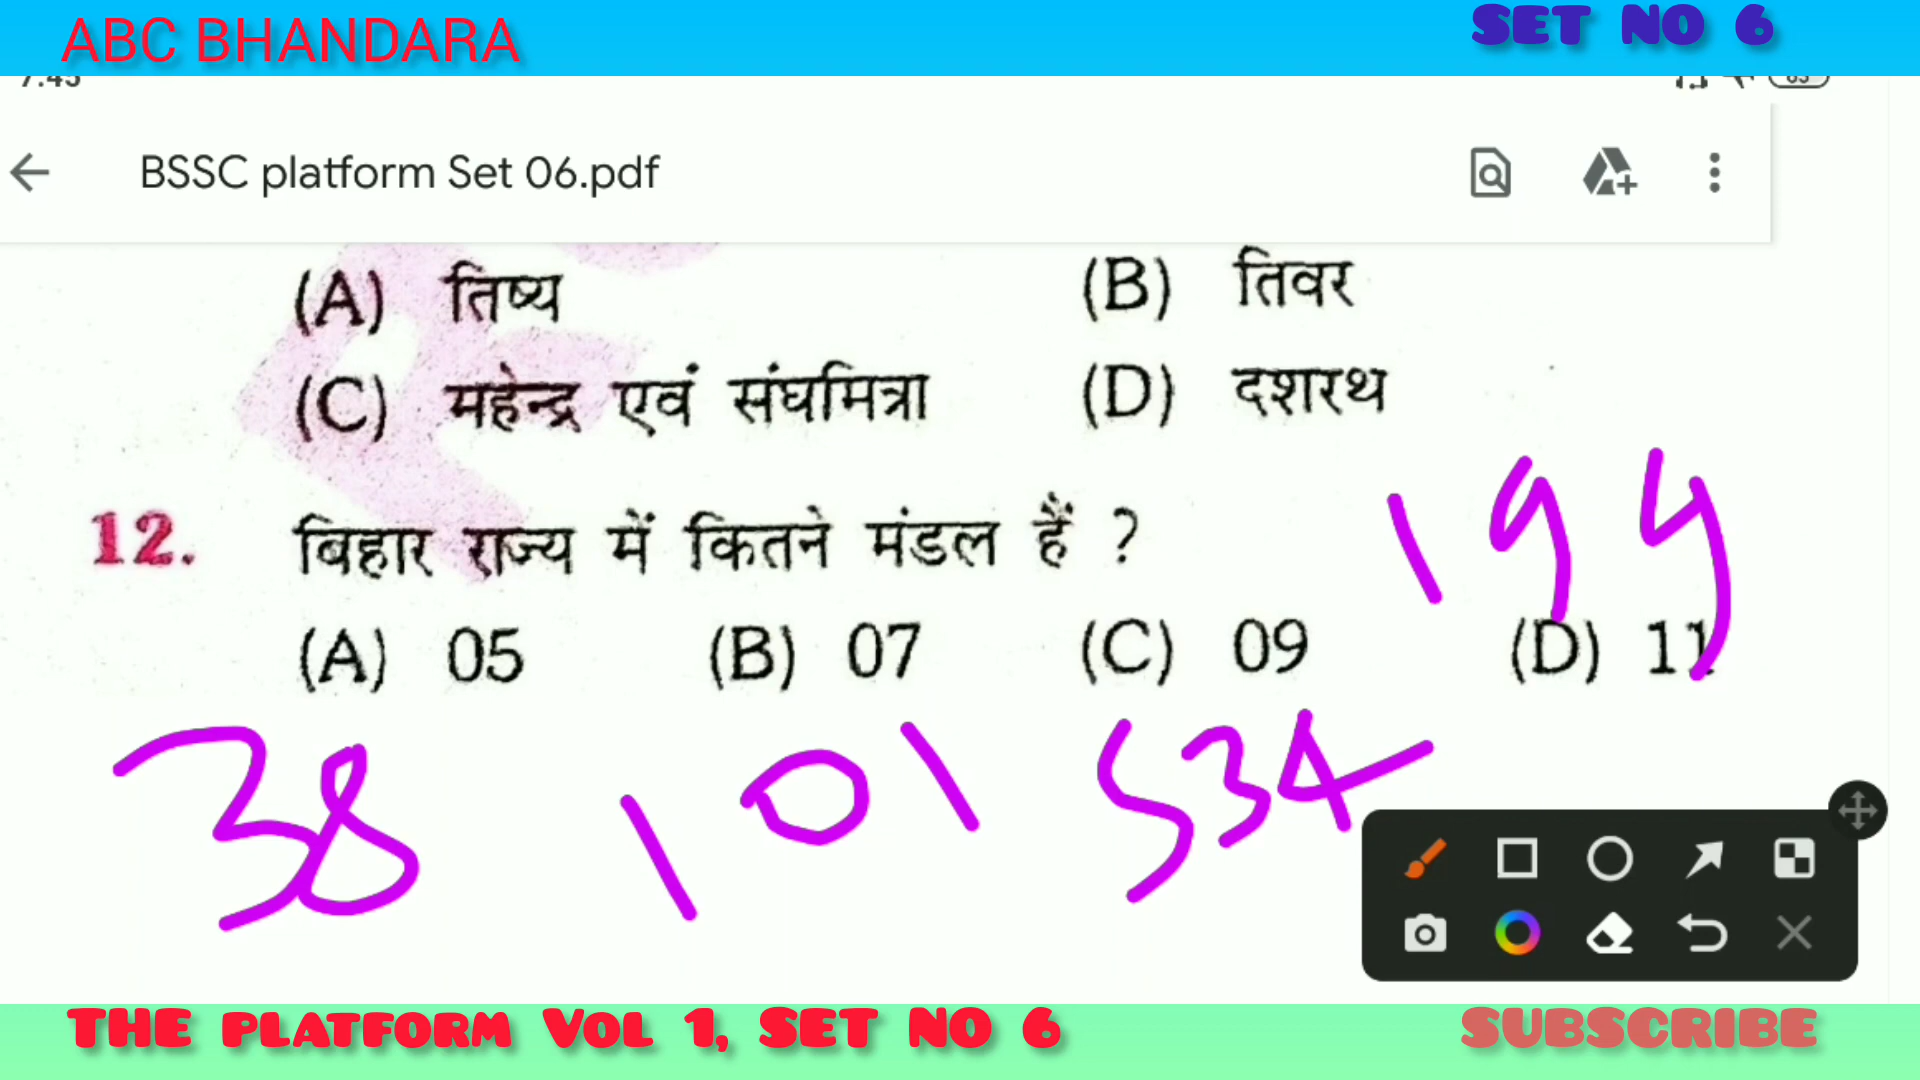 ABC BHANDARA SET NO 6
BSSC platform Set 06.pdf
(A) तिष्य (B) तिवर
(C) महेन्द्र एवं संघमित्रा (D) दशरथ
12. बिहार राज्य में कितने मंडल हैं ?
199
(A) 05 (B) 07 (C) 09 (D) 11
38 101 534
THE PLATFORM VOL 1, SET NO 6 SUBSCRIBE